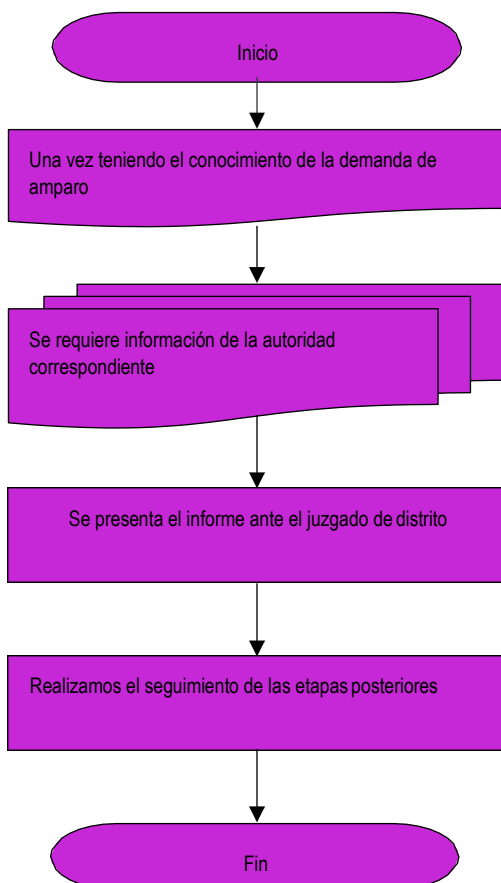 Inicio
Una vez teniendo el conocimiento de la demanda de
amparo
Se requiere información de la autoridad
correspondiente
Se presenta el informe ante el juzgado de distrito
Realizamos el seguimiento de las etapas posteriores
Fin